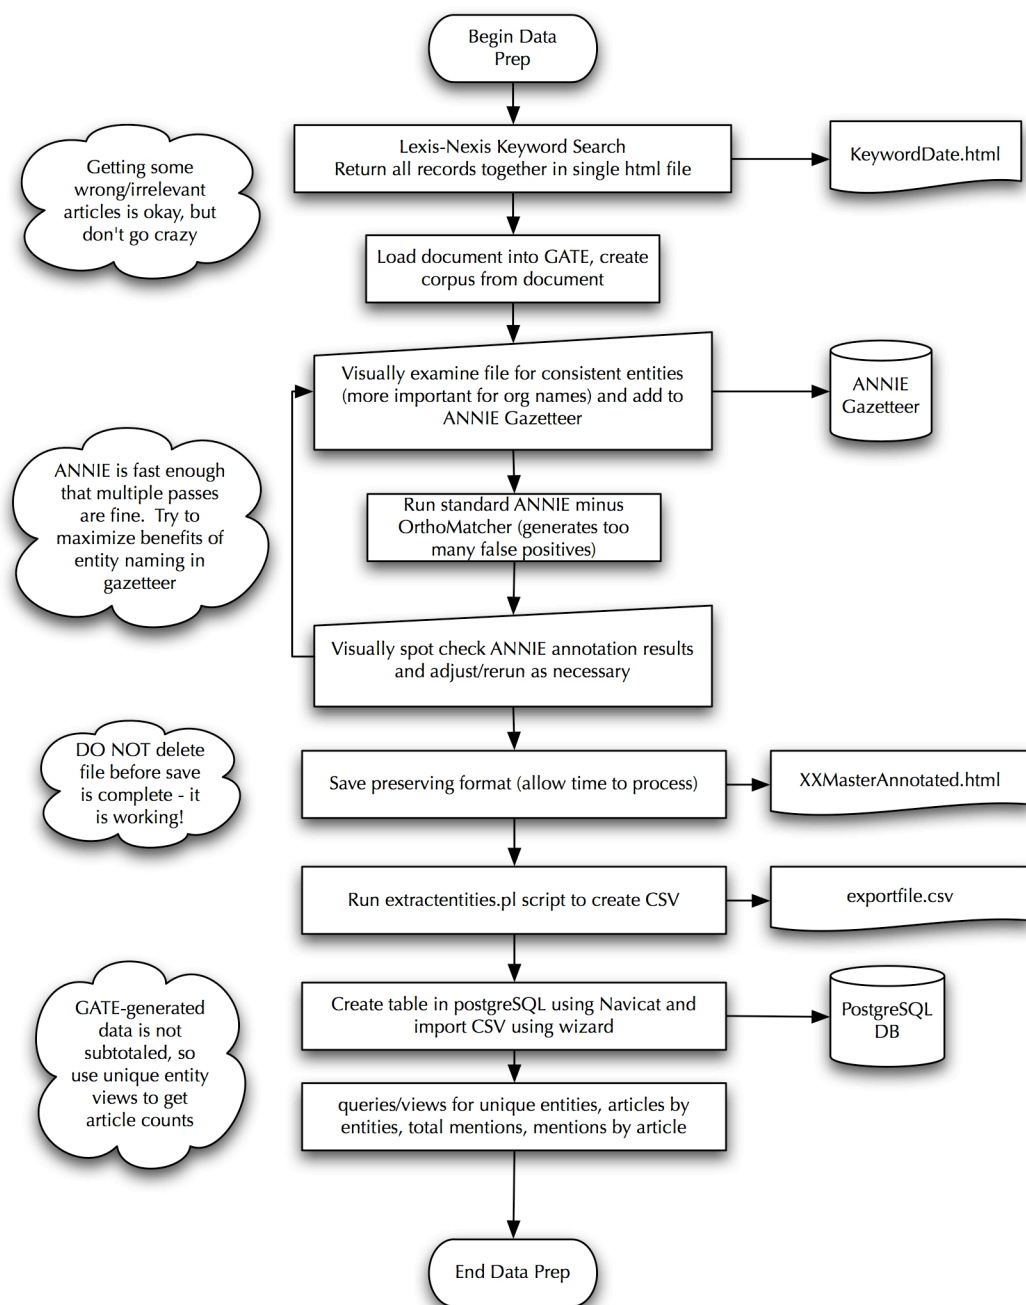 Begin Data
Prep
Lexis-Nexis Keyword Search
Return all records together in single html file
KeywordDate.html
Getting some
wrong/irrelevant
articles is okay, but
don't go crazy
Load document into GATE, create
corpus from document
Visually examine file for consistent entities
(more important for org names) and add to
ANNIE Gazetteer
ANNIE
Gazetteer
ANNIE is fast enough
that multiple passes
are fine.  Try to
maximize benefits of
entity naming in
gazetteer
Run standard ANNIE minus
OrthoMatcher (generates too
many false positives)
Visually spot check ANNIE annotation results
and adjust/rerun as necessary
DO NOT delete
file before save
is complete - it
is working!
Save preserving format (allow time to process)
XXMasterAnnotated.html
Run extractentities.pl script to create CSV
exportfile.csv
GATE-generated
data is not
subtotaled, so
use unique entity
views to get
article counts
Create table in postgreSQL using Navicat and
import CSV using wizard
PostgreSQL
DB
queries/views for unique entities, articles by
entities, total mentions, mentions by article
End Data Prep